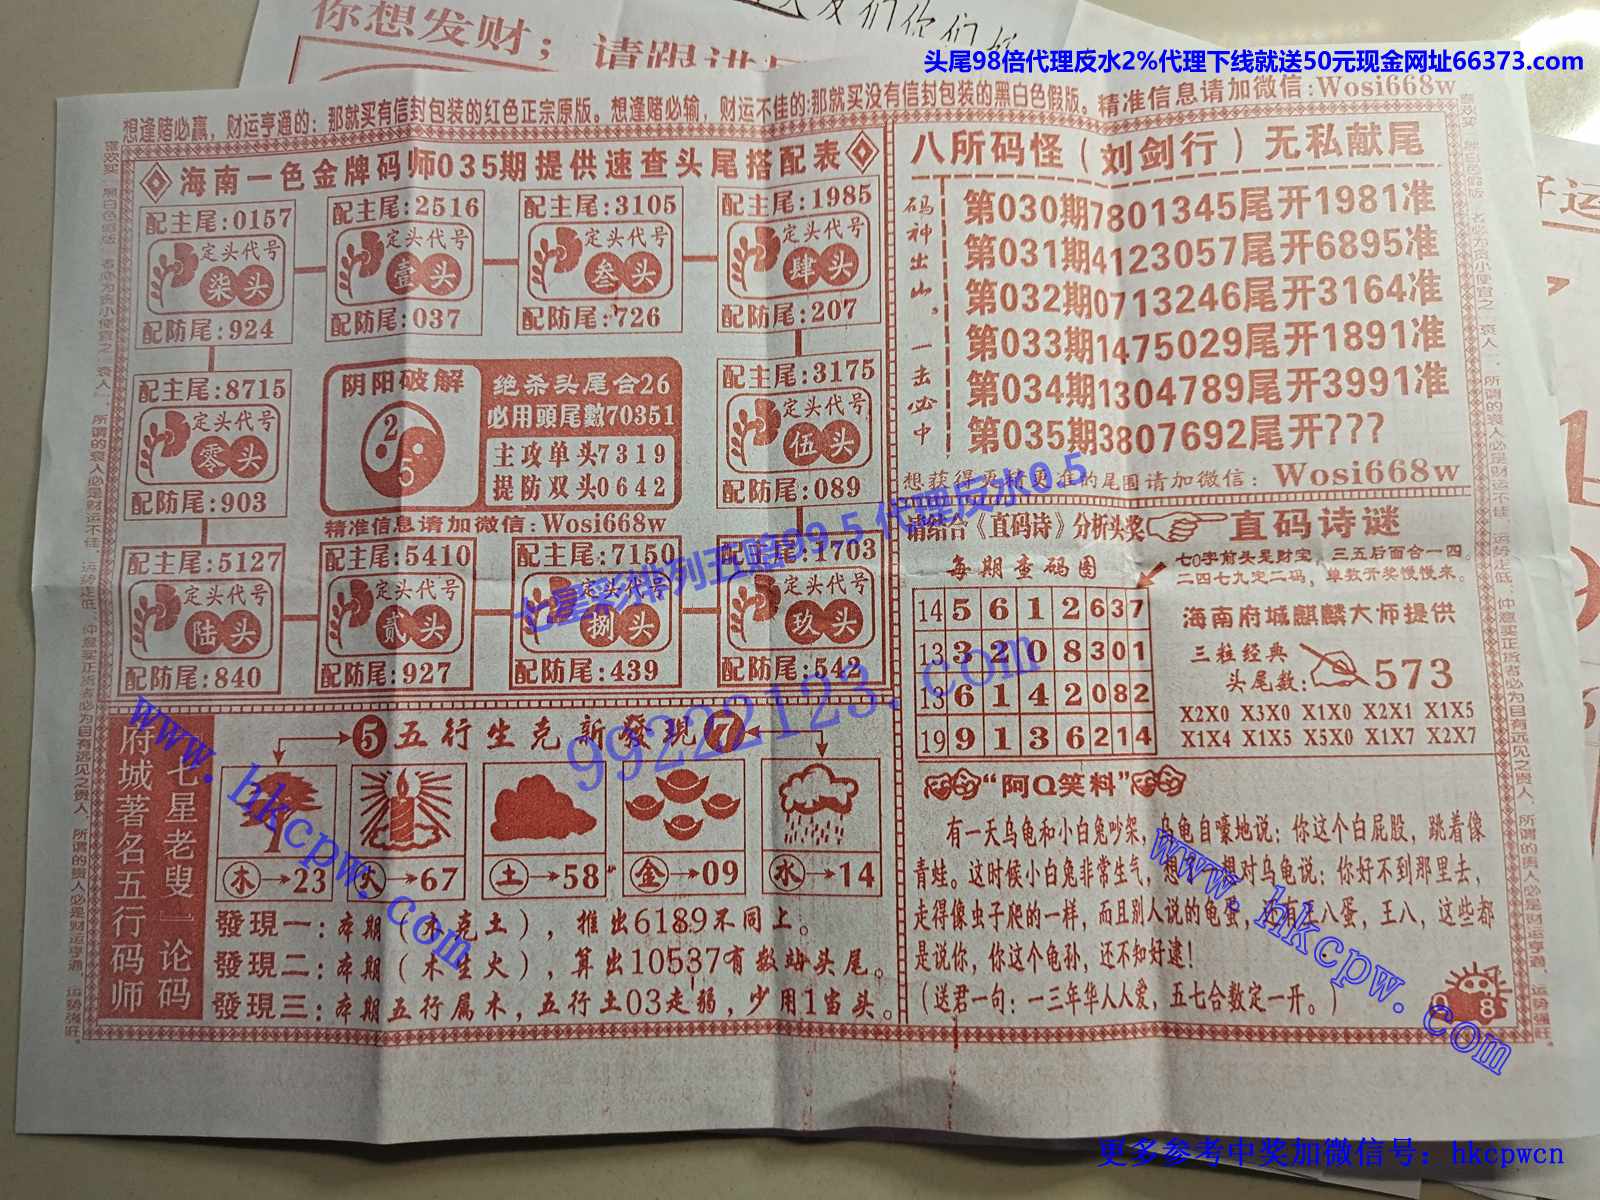 你想发财；请跟进
头尾98倍代理反水2%代理下线就送50元现金网址66373.com
想逢赌必赢，财运亨通的：那就买有信封包装的红色正宗原版。想逢赌必输，财运不佳的：那就买没有信封包装的黑白色假版。精准信息请加微信：Wosi668w
海南一色金牌码师035期提供速查头尾搭配表
配主尾:0157
定头代号
柒头
配防尾:924
配主尾:2516
定头代号
壹头
配防尾:037
配主尾:3105
定头代号
叁头
配防尾:726
配主尾:1985
定头代号
肆头
配防尾:207
配主尾:8715
定头代号
零头
配防尾:903
阴阳破解
2
5
绝杀头尾合26
必用頭尾數70351
主攻单头7319
提防双头0642
精准信息请加微信:Wosi668w
配主尾:3175
定头代号
伍头
配防尾:089
配主尾:5127
定头代号
陆头
配防尾:840
配主尾:5410
定头代号
贰头
配防尾:927
配主尾:7150
定头代号
捌头
配防尾:439
配主尾:1703
定头代号
玖头
配防尾:542
八所码怪（刘剑行）无私献尾
码神出山，一击必中
第030期7801345尾开1981准
第031期4123057尾开6895准
第032期0713246尾开3164准
第033期1475029尾开1891准
第034期1304789尾开3991准
第035期3807692尾开???
想获得更精更准的尾围请加微信：Wosi668w
请结合《直码诗》分析头奖
直码诗谜
每期查码图
七0字前头是财宝，三五后面合一四。
二四七九定二码，单数开奖慢慢来。
14 5 6 1 2 6 3 7
13 3 2 0 8 3 0 1
13 6 1 4 2 0 8 2
19 9 1 3 6 2 1 4
海南府城麒麟大师提供
三粒经典
头尾数:573
X2X0 X3X0 X1X0 X2X1 X1X5
X1X4 X1X5 X5X0 X1X7 X2X7
府城著名五行码师
『七星老叟』论码
5 五行生克新發現 7
木→23
火→67
土→58
金→09
水→14
發現一：本期（木克土），推出6189不同上。
發現二：本期（木生火），算出10537有数站头尾。
發現三：本期五行属木，五行土03走弱，少用1当头。
“阿Q笑料”
有一天乌龟和小白兔吵架，乌龟自嚎地说：你这个白屁股，跳着像
青蛙。这时候小白兔非常生气，想了想对乌龟说：你好不到那里去，
走得像虫子爬的一样，而且别人说的龟蛋，还有王八蛋，王八，这些都
是说你，你这个龟孙，还不知好逮！
（送君一句：一三年华人人爱，五七合数定一开。）
0
7
8
七星彩排列五赔99.5 代理反水0.5
99222123.com
www.hkcpw.com
www.hkcpw.com
更多参考中奖加微信号：hkcpwcn